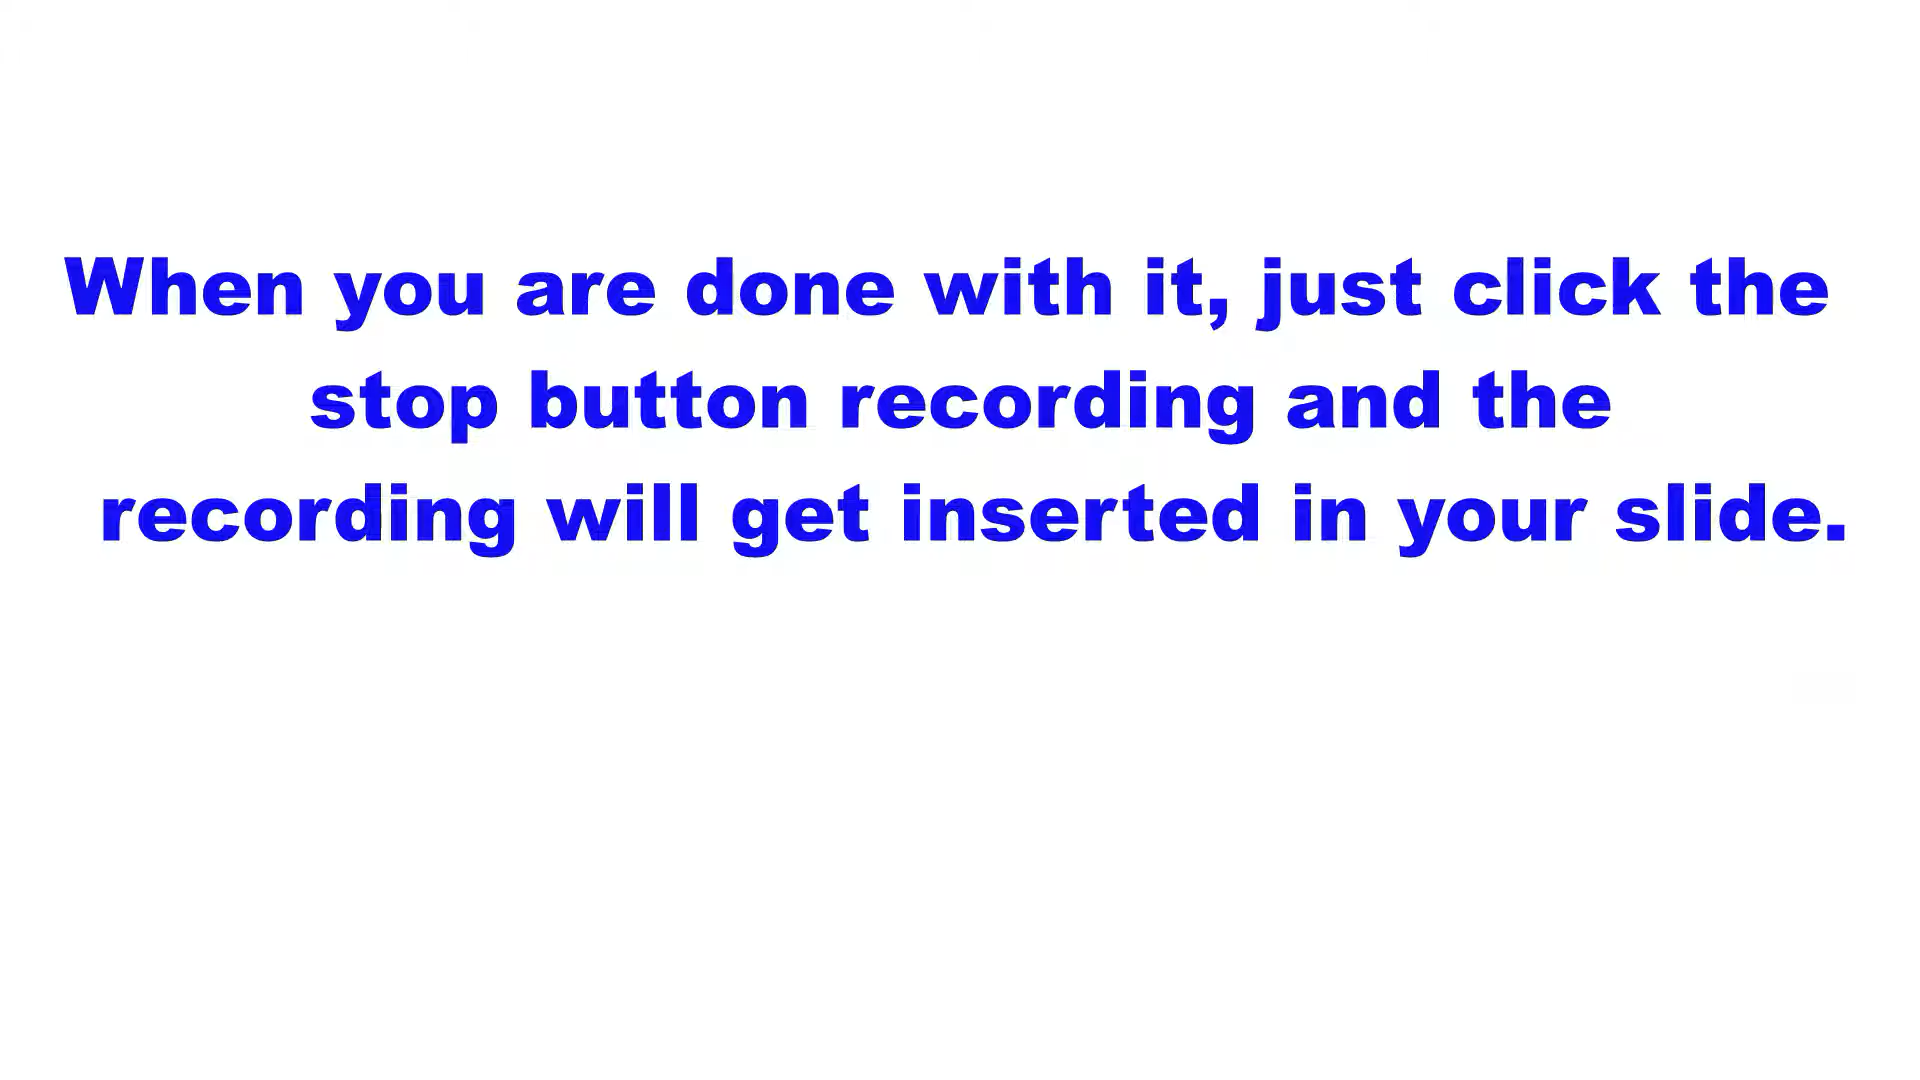 When you are done with it, just click the
stop button recording and the
recording will get inserted in your slide.